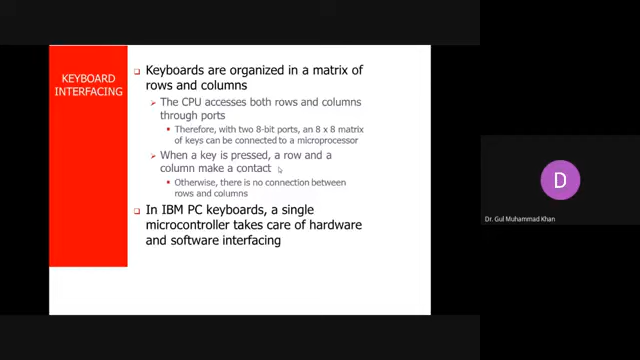 KEYBOARD
INTERFACING
Keyboards are organized in a matrix of
rows and columns
The CPU accesses both rows and columns
through ports
Therefore, with two 8-bit ports, an 8 x 8 matrix
of keys can be connected to a microprocessor
When a key is pressed, a row and a
column make a contact
Otherwise, there is no connection between
rows and columns
In IBM PC keyboards, a single
microcontroller takes care of hardware
and software interfacing
D
Dr. Gul Muhammad Khan